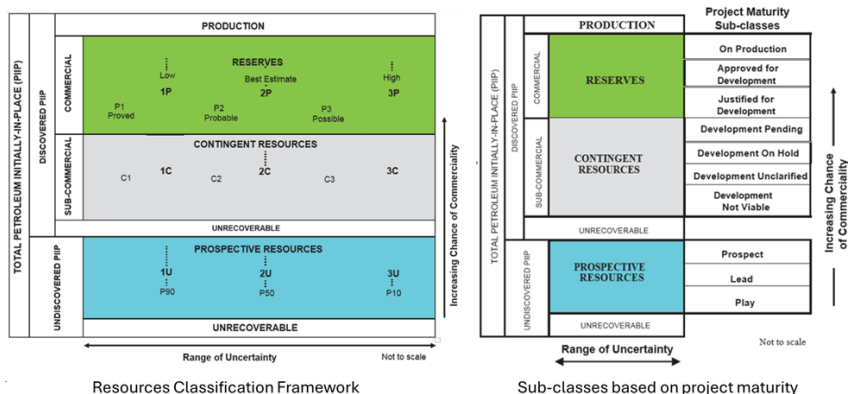 PRODUCTION
TOTAL PETROLEUM INITIALLY-IN-PLACE (PIIP)
DISCOVERED PIIP
COMMERCIAL
RESERVES
Low
Best Estimate
High
1P
2P
3P
P1
Proved
P2
Probable
P3
Possible
SUB-COMMERCIAL
CONTINGENT RESOURCES
1C
2C
3C
C1
C2
C3
UNRECOVERABLE
UNDISCOVERED PIIP
PROSPECTIVE RESOURCES
1U
2U
3U
P90
P50
P10
UNRECOVERABLE
Increasing Chance of Commerciality
Range of Uncertainty
Not to scale
Resources Classification Framework
Project Maturity
Sub-classes
PRODUCTION
TOTAL PETROLEUM INITIALLY-IN-PLACE (PIIP)
DISCOVERED PIIP
COMMERCIAL
RESERVES
On Production
Approved for
Development
Justified for
Development
SUB-COMMERCIAL
CONTINGENT
RESOURCES
Development Pending
Development On Hold
Development Unclarified
Development
Not Viable
UNRECOVERABLE
UNDISCOVERED PIIP
PROSPECTIVE
RESOURCES
Prospect
Lead
Play
UNRECOVERABLE
Increasing Chance
of Commerciality
Range of Uncertainty
Not to scale
Sub-classes based on project maturity